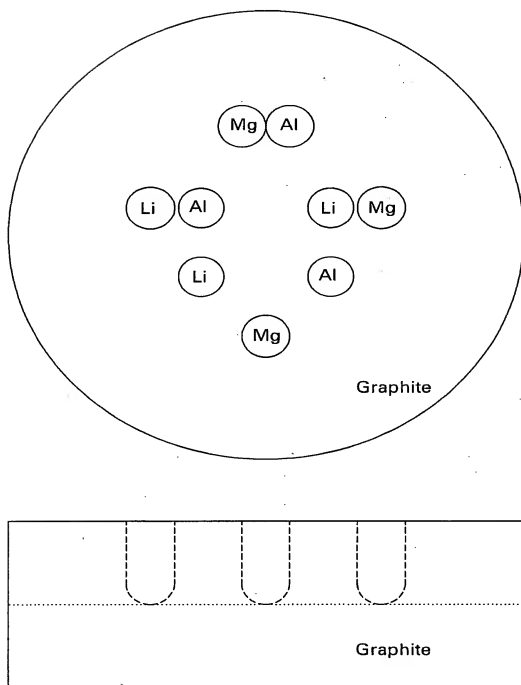 Mg Al
Li Al Li Mg
Li Al
Mg
Graphite
Graphite